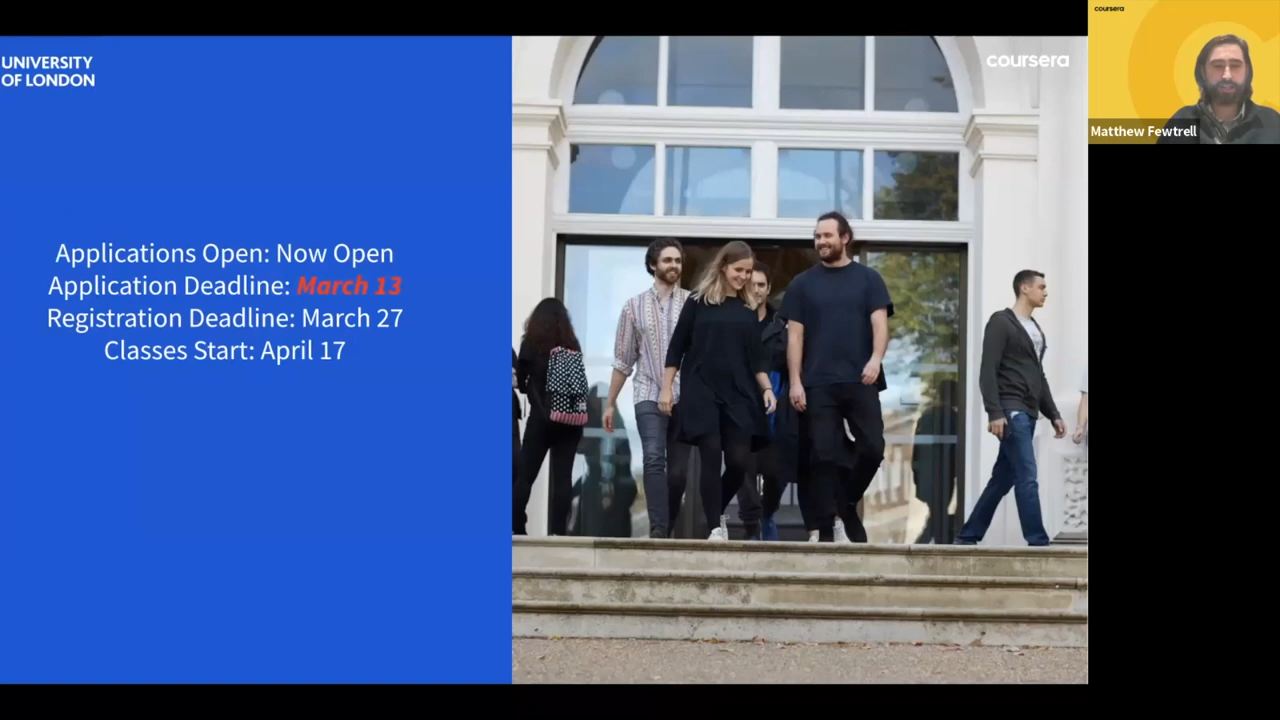 UNIVERSITY
OF LONDON
coursera
Applications Open: Now Open
Application Deadline: March 13
Registration Deadline: March 27
Classes Start: April 17
coursera
Matthew Fewtrell